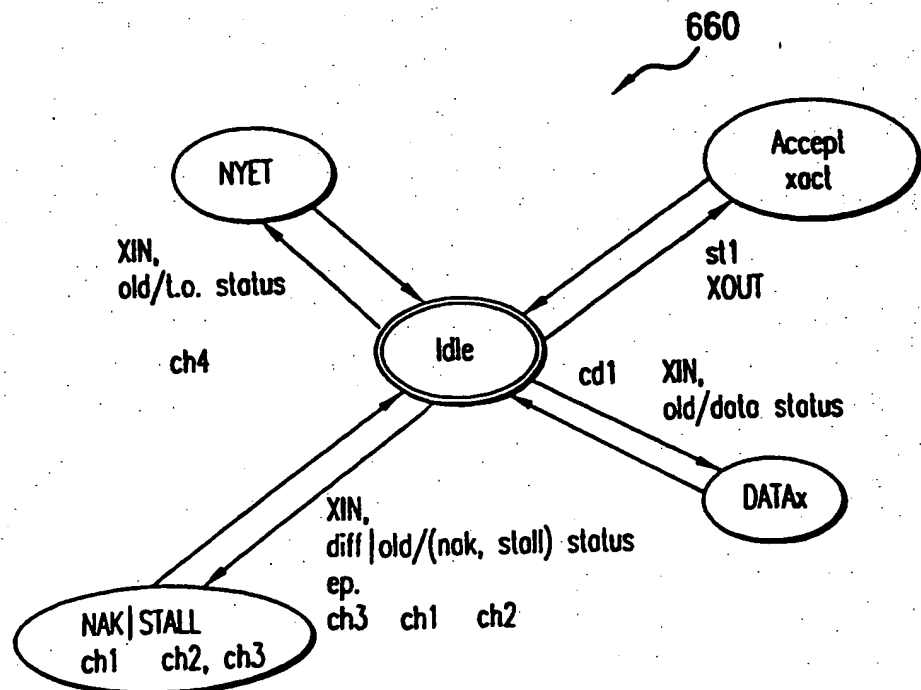 660
NYET
Accept
xact
XIN,
old/t.o. status
ch4
st1
XOUT
Idle
cd1
XIN,
old/data status
DATAx
XIN,
diff|old/(nak, stall) status
ep.
ch3 ch1 ch2
NAK|STALL
ch1 ch2, ch3